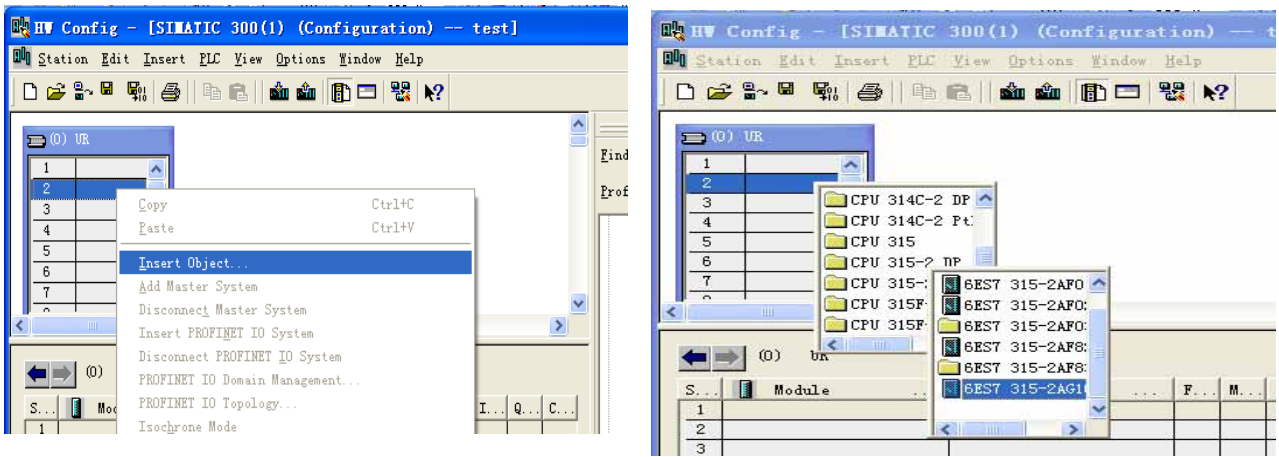 HW Config - [SIMATIC 300(1) (Configuration) -- test]
Station Edit Insert PLC View Options Window Help
(0) UR
1
2
3
4
5
6
7
Copy Ctrl+C
Paste Ctrl+V
Insert Object...
Add Master System
Disconnect Master System
Insert PROFINET IO System
Disconnect PROFINET IO System
PROFINET IO Domain Management...
PROFINET IO Topology...
Isochrone Mode
Find
Prof
(0)
S... Mod I... Q... C...
1
HW Config - [SIMATIC 300(1) (Configuration) -- t
Station Edit Insert PLC View Options Window Help
(0) UR
1
2
3
4
5
6
7
CPU 314C-2 DP
CPU 314C-2 Pt
CPU 315
CPU 315-2 DP
CPU 315-
CPU 315F
CPU 315F
6ES7 315-2AF0
6ES7 315-2AF0
6ES7 315-2AF0
6ES7 315-2AF8
6ES7 315-2AF8
6ES7 315-2AG1
(0) UR
S... Module ... ... F... M...
1
2
3